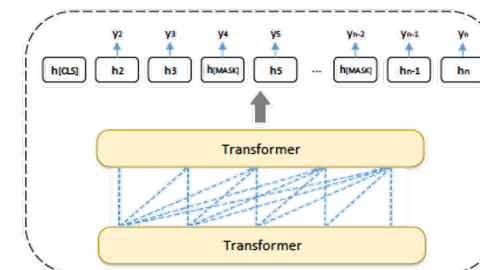 y2 y3 y4 y5 yn-2 yn-1 yn
h[CLS] h2 h3 h[MASK] h5 ... h[MASK] hn-1 hn
Transformer
Transformer